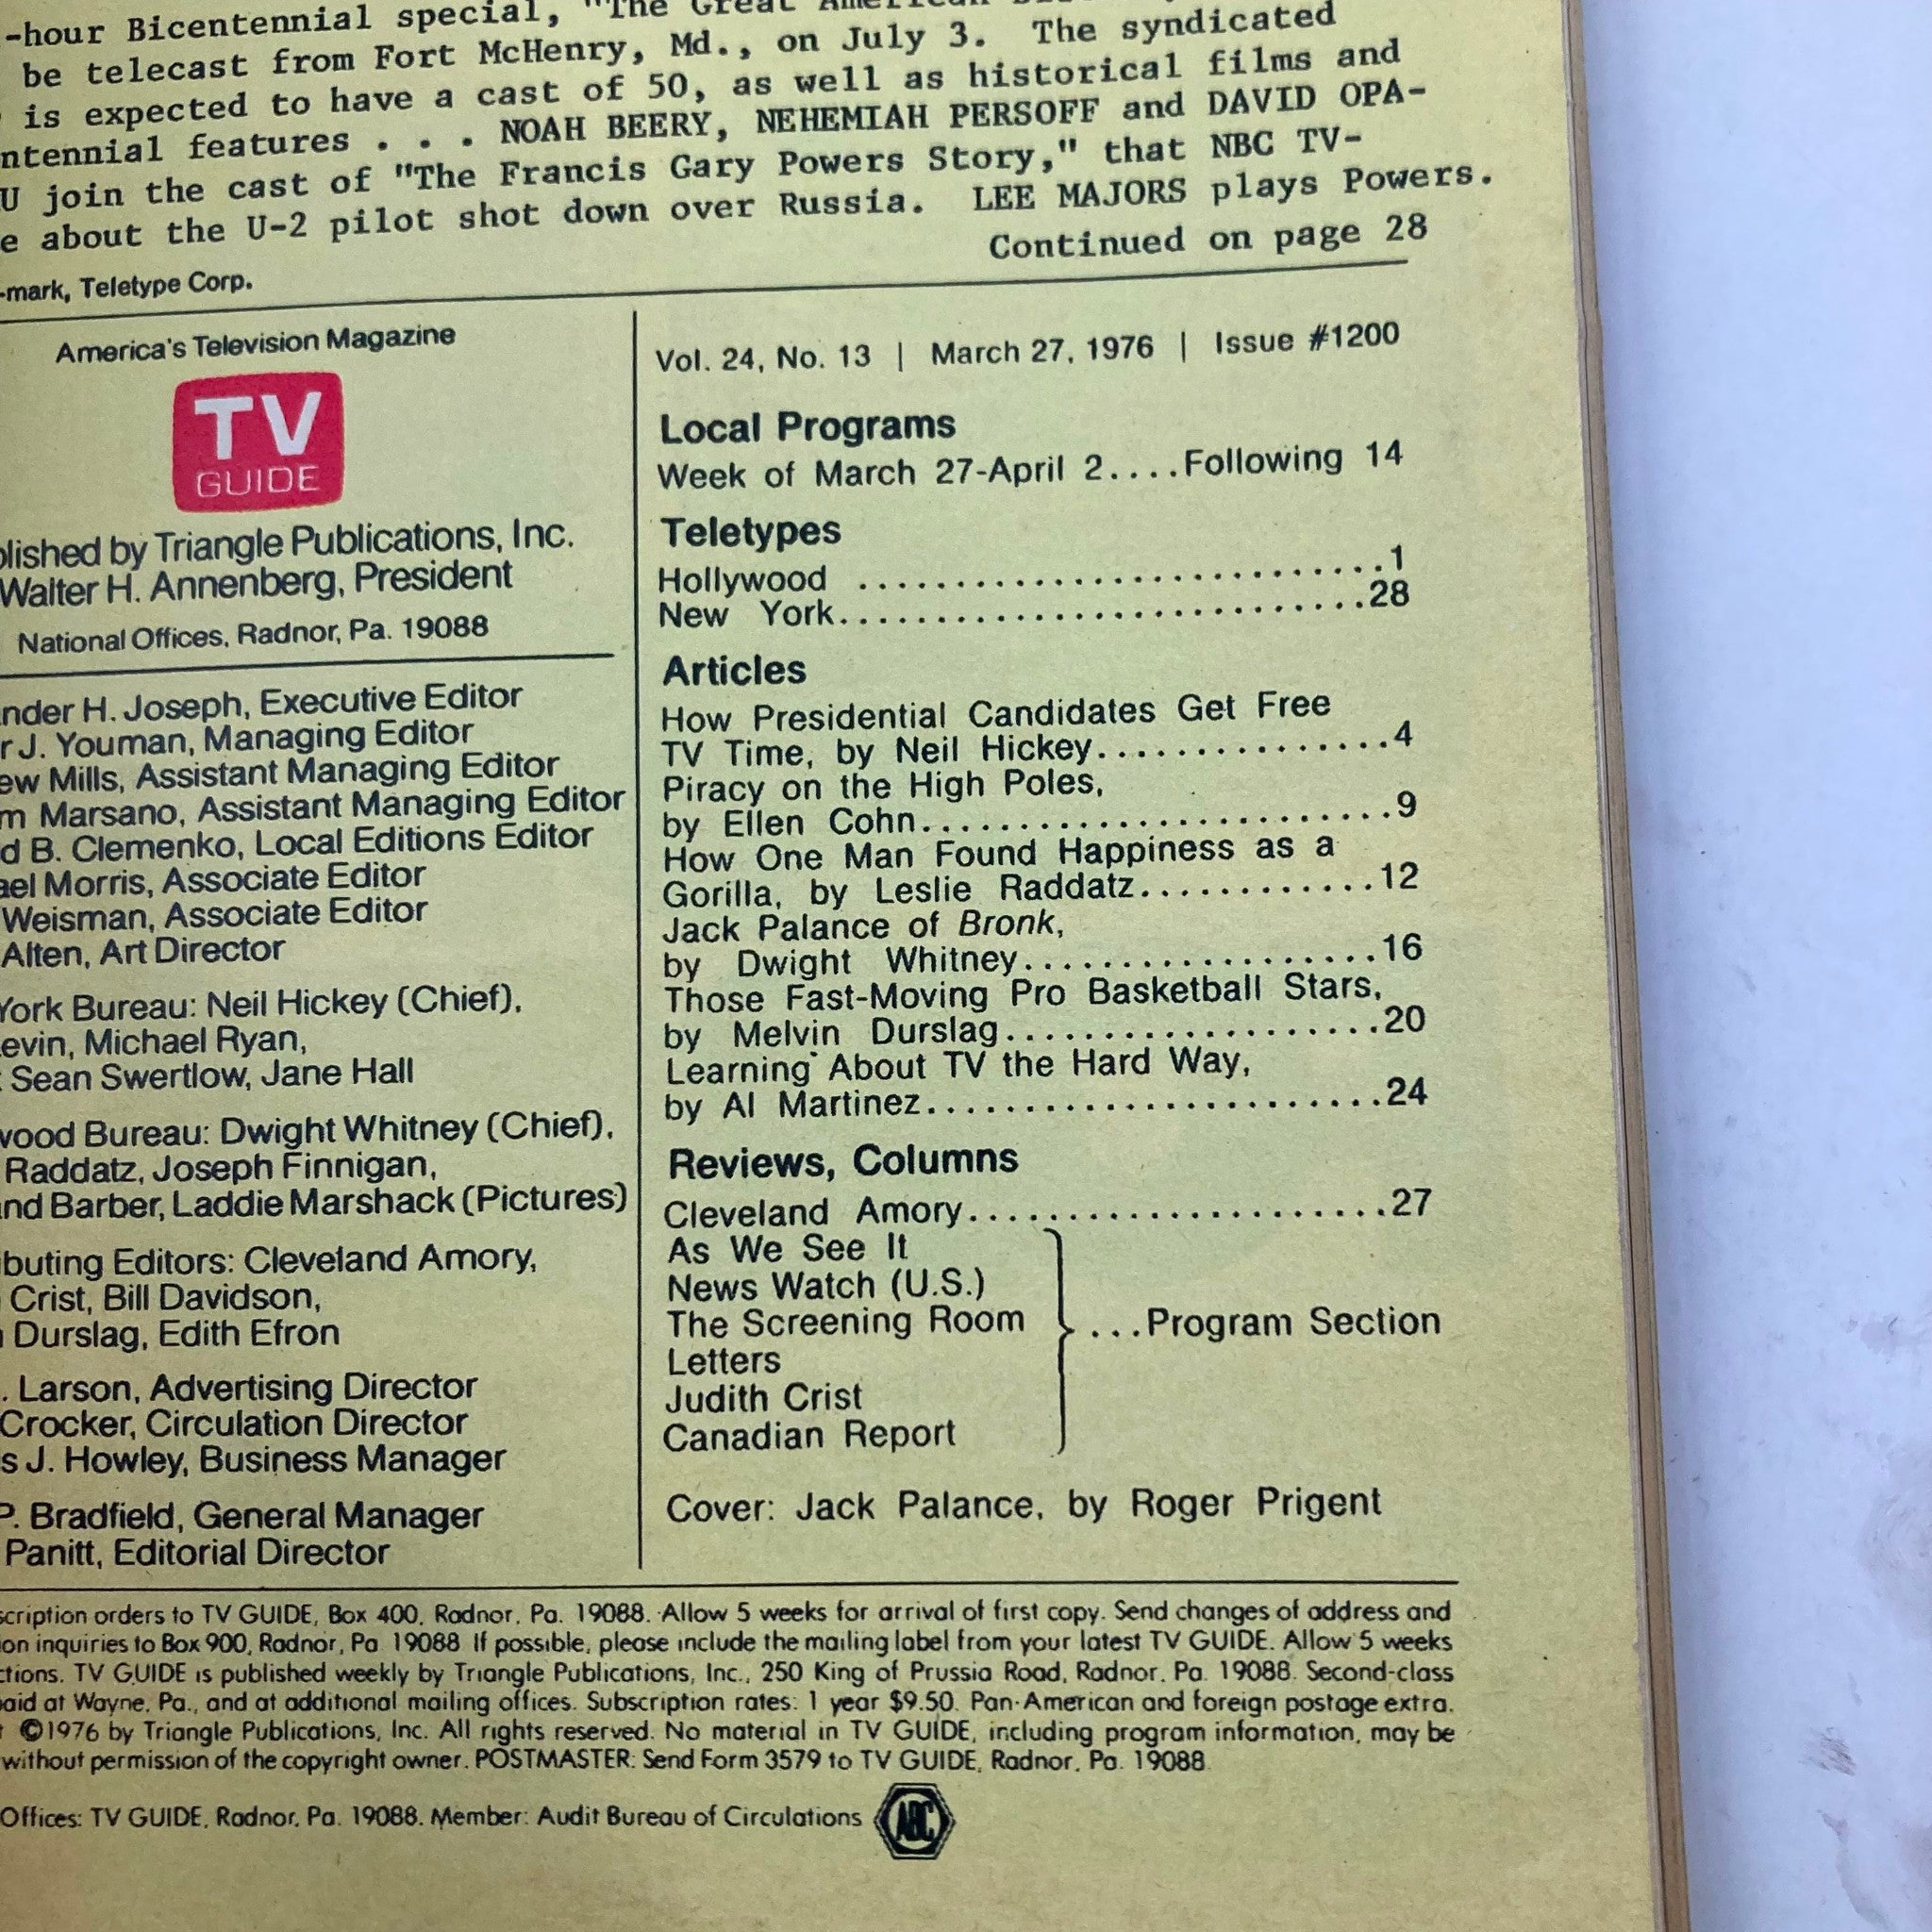 -hour Bicentennial special, "The Great American
be telecast from Fort McHenry, Md., on July 3. The syndicated
is expected to have a cast of 50, as well as historical films and
ntennial features . . . NOAH BEERY, NEHEMIAH PERSOFF and DAVID OPA-
U join the cast of "The Francis Gary Powers Story," that NBC TV-
e about the U-2 pilot shot down over Russia. LEE MAJORS plays Powers.
Continued on page 28
-mark, Teletype Corp.
America's Television Magazine
TV
GUIDE
blished by Triangle Publications, Inc.
Walter H. Annenberg, President
National Offices, Radnor, Pa. 19088
nder H. Joseph, Executive Editor
r J. Youman, Managing Editor
ew Mills, Assistant Managing Editor
m Marsano, Assistant Managing Editor
d B. Clemenko, Local Editions Editor
ael Morris, Associate Editor
Weisman, Associate Editor
Alten, Art Director
York Bureau: Neil Hickey (Chief),
evin, Michael Ryan,
Sean Swertlow, Jane Hall
wood Bureau: Dwight Whitney (Chief),
Raddatz, Joseph Finnigan,
nd Barber, Laddie Marshack (Pictures)
buting Editors: Cleveland Amory,
Crist, Bill Davidson,
Durslag, Edith Efron
. Larson, Advertising Director
Crocker, Circulation Director
s J. Howley, Business Manager
P. Bradfield, General Manager
Panitt, Editorial Director
Vol. 24, No. 13 | March 27, 1976 | Issue #1200
Local Programs
Week of March 27-April 2....Following 14
Teletypes
Hollywood ............................1
New York............................28
Articles
How Presidential Candidates Get Free
TV Time, by Neil Hickey...............4
Piracy on the High Poles,
by Ellen Cohn........................9
How One Man Found Happiness as a
Gorilla, by Leslie Raddatz............12
Jack Palance of Bronk,
by Dwight Whitney..................16
Those Fast-Moving Pro Basketball Stars,
by Melvin Durslag...................20
Learning About TV the Hard Way,
by Al Martinez.......................24
Reviews, Columns
Cleveland Amory.....................27
As We See It
News Watch (U.S.)
The Screening Room ...Program Section
Letters
Judith Crist
Canadian Report
Cover: Jack Palance, by Roger Prigent
scription orders to TV GUIDE, Box 400, Radnor, Pa. 19088. Allow 5 weeks for arrival of first copy. Send changes of address and
on inquiries to Box 900, Radnor, Pa 19088 If possible, please include the mailing label from your latest TV GUIDE. Allow 5 weeks
ctions. TV GUIDE is published weekly by Triangle Publications, Inc., 250 King of Prussia Road, Radnor, Pa. 19088. Second-class
paid at Wayne, Pa., and at additional mailing offices. Subscription rates: 1 year $9.50. Pan-American and foreign postage extra.
©1976 by Triangle Publications, Inc. All rights reserved. No material in TV GUIDE, including program information, may be
without permission of the copyright owner. POSTMASTER: Send Form 3579 to TV GUIDE, Radnor, Pa. 19088
Offices: TV GUIDE, Radnor, Pa. 19088. Member: Audit Bureau of Circulations
ABC